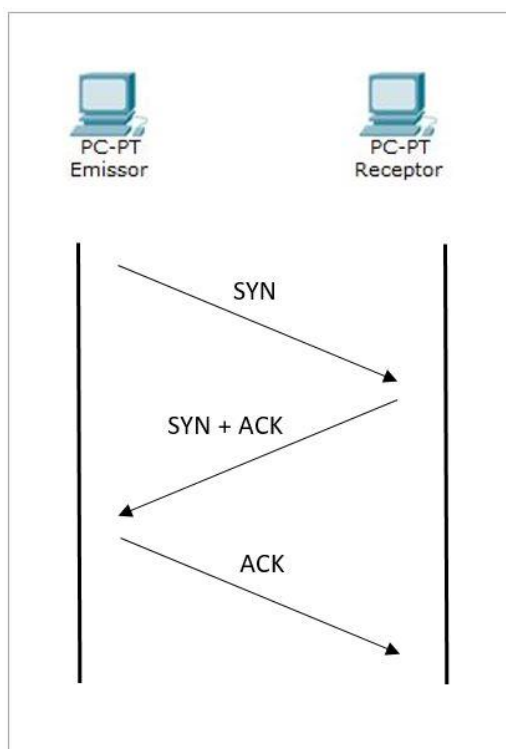 PC-PT
Emissor
PC-PT
Receptor
SYN
SYN + ACK
ACK